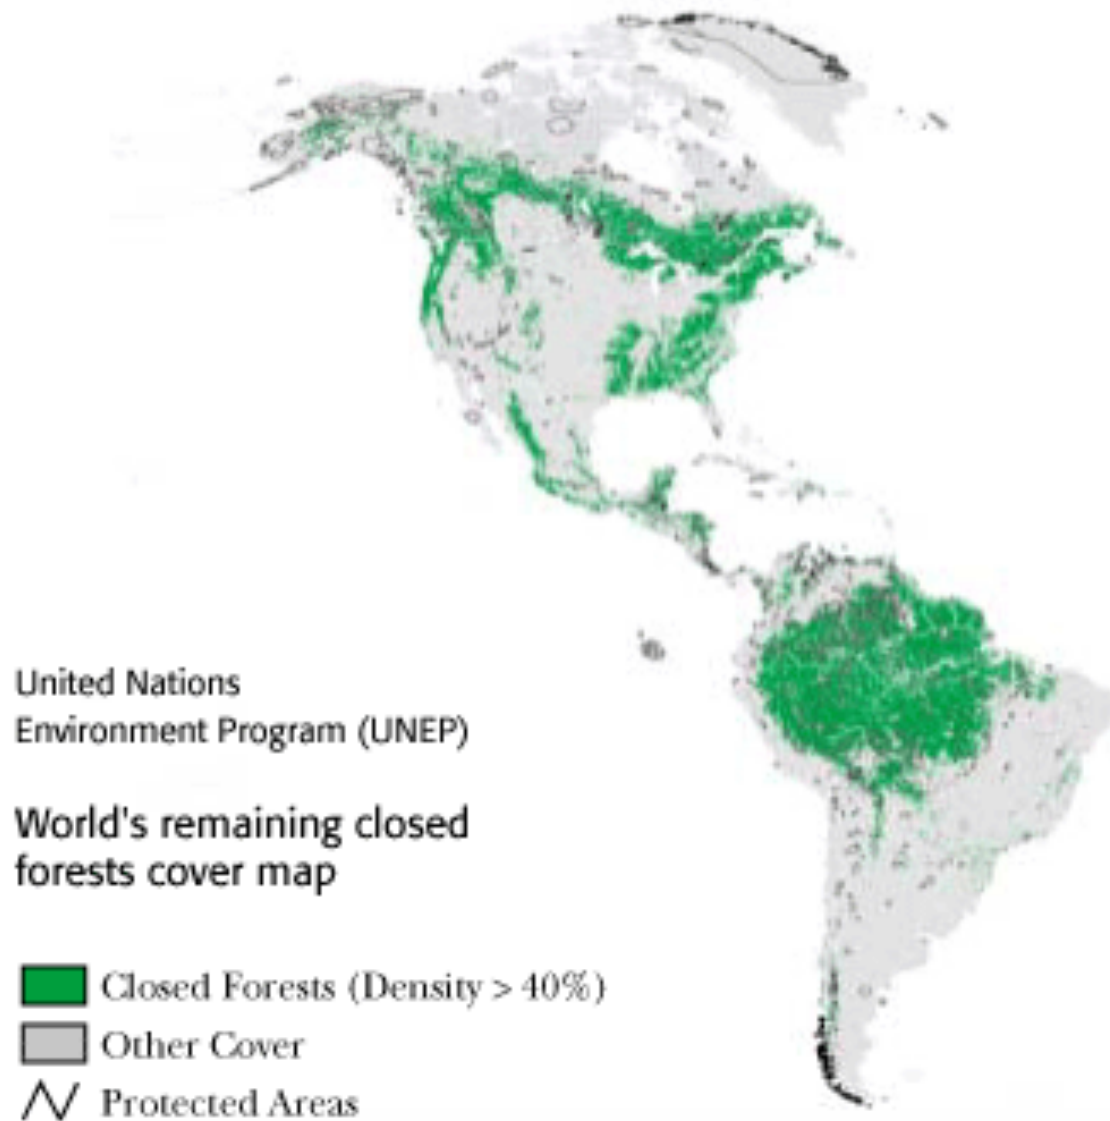 United Nations
Environment Program (UNEP)
World's remaining closed
forests cover map
Closed Forests (Density > 40%)
Other Cover
Protected Areas